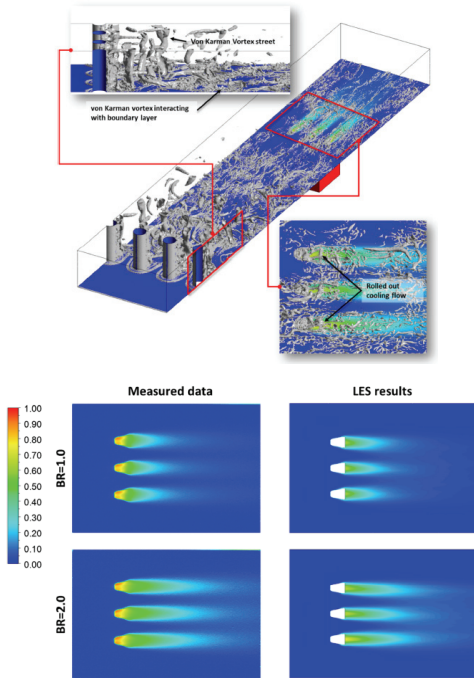 Von Karman Vortex street
von Karman vortex interacting
with boundary layer
Rolled out
cooling flow
Measured data
LES results
1.00
0.90
0.80
0.70
0.60
0.50
0.40
0.30
0.20
0.10
0.00
BR=1.0
BR=2.0